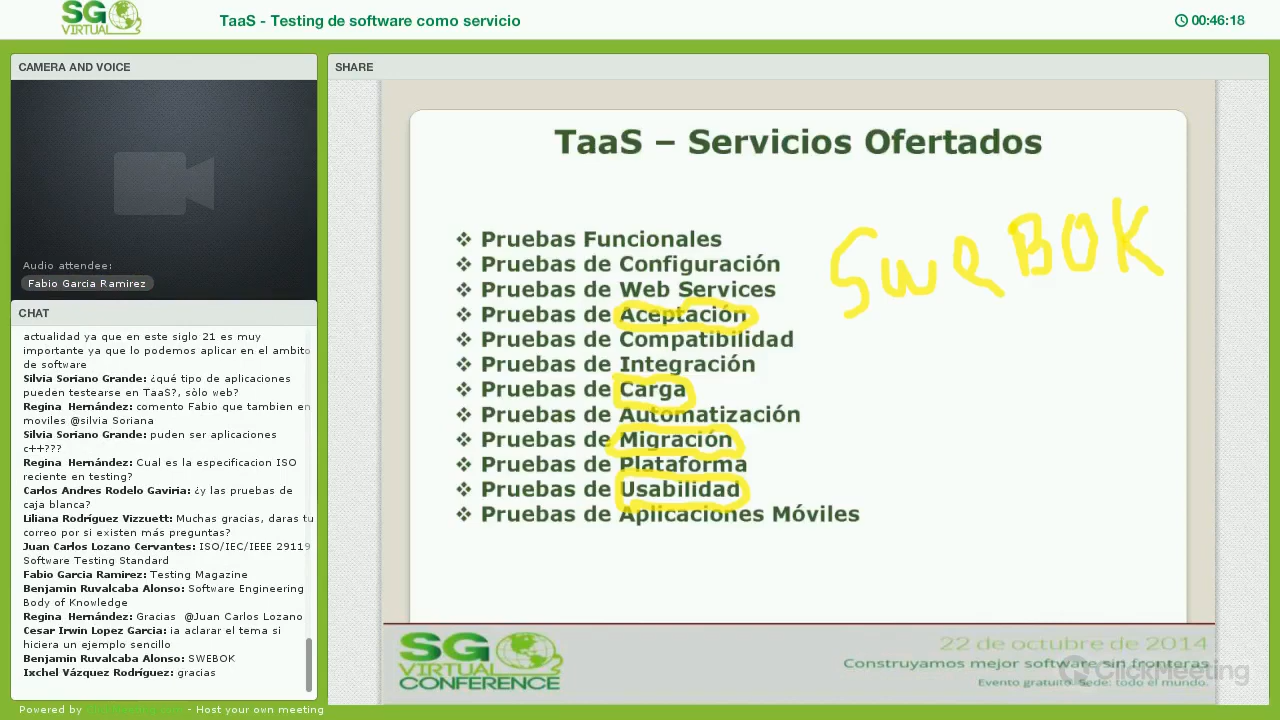 SG
VIRTUAL
TaaS - Testing de software como servicio
00:46:18
CAMERA AND VOICE
Audio attendee:
Fabio Garcia Ramirez
CHAT
actualidad ya que en este siglo 21 es muy
importante ya que lo podemos aplicar en el ambito
de software
Silvia Soriano Grande: ¿qué tipo de aplicaciones
pueden testearse en TaaS?, sòlo web?
Regina Hernández: comento Fabio que tambien en
moviles @silvia Soriana
Silvia Soriano Grande: puden ser aplicaciones
c++???
Regina Hernández: Cual es la especificacion ISO
reciente en testing?
Carlos Andres Rodelo Gaviria: ¿y las pruebas de
caja blanca?
Liliana Rodríguez Vizzuett: Muchas gracias, daras tu
correo por si existen más preguntas?
Juan Carlos Lozano Cervantes: ISO/IEC/IEEE 29119
Software Testing Standard
Fabio Garcia Ramirez: Testing Magazine
Benjamin Ruvalcaba Alonso: Software Engineering
Body of Knowledge
Regina Hernández: Gracias @Juan Carlos Lozano
Cesar Irwin Lopez Garcia: ia aclarar el tema si
hiciera un ejemplo sencillo
Benjamin Ruvalcaba Alonso: SWEBOK
Ixchel Vázquez Rodríguez: gracias
Powered by ClickMeeting.com - Host your own meeting
SHARE
TaaS – Servicios Ofertados
❖ Pruebas Funcionales
❖ Pruebas de Configuración
❖ Pruebas de Web Services
❖ Pruebas de Aceptación
❖ Pruebas de Compatibilidad
❖ Pruebas de Integración
❖ Pruebas de Carga
❖ Pruebas de Automatización
❖ Pruebas de Migración
❖ Pruebas de Plataforma
❖ Pruebas de Usabilidad
❖ Pruebas de Aplicaciones Móviles
SweBOK
SG
VIRTUAL
CONFERENCE
22 de octubre de 2014
Construyamos mejor software sin fronteras
Evento gratuito. Sede: todo el mundo.
ClickMeeting